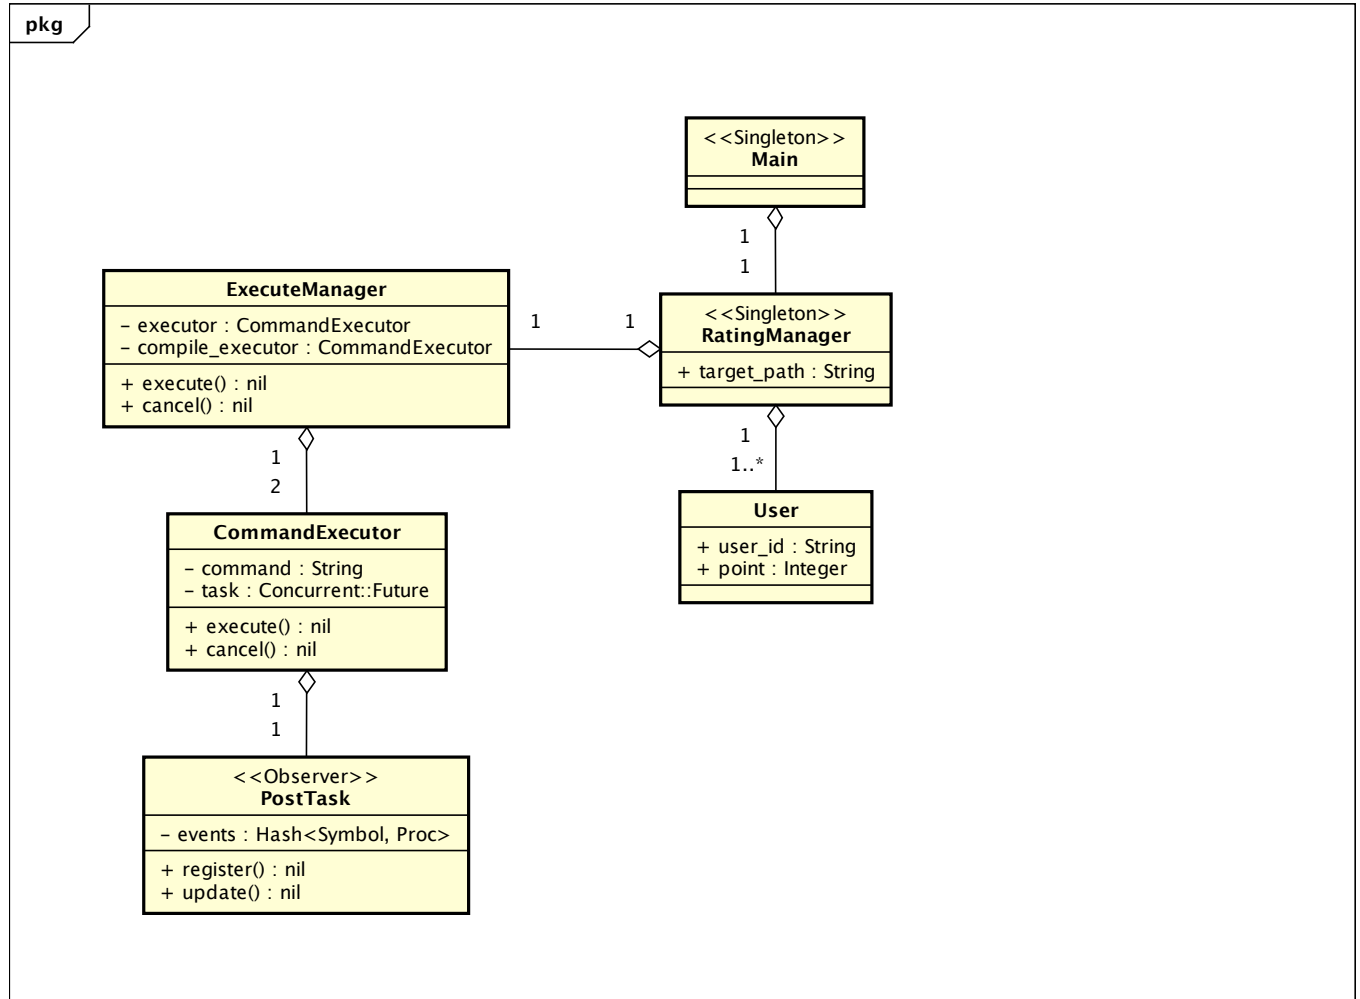 pkg
<<Singleton>>
Main
1
1
ExecuteManager
– executor : CommandExecutor
– compile_executor : CommandExecutor
+ execute() : nil
+ cancel() : nil
1
1
<<Singleton>>
RatingManager
+ target_path : String
1
1..*
User
+ user_id : String
+ point : Integer
1
2
CommandExecutor
– command : String
– task : Concurrent::Future
+ execute() : nil
+ cancel() : nil
1
1
<<Observer>>
PostTask
– events : Hash<Symbol, Proc>
+ register() : nil
+ update() : nil